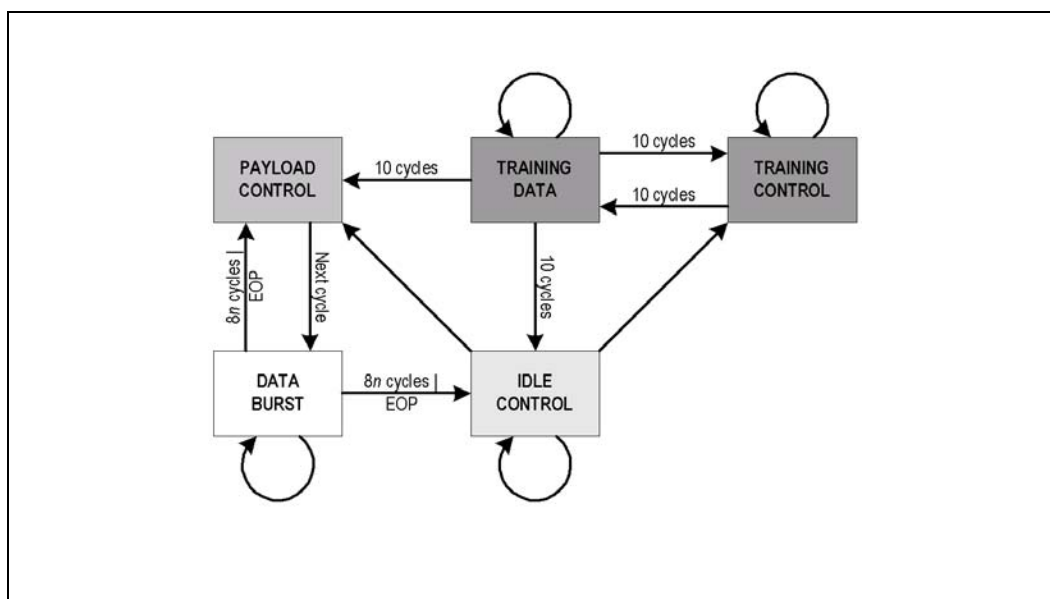 10 cycles
PAYLOAD
CONTROL
10 cycles
TRAINING
DATA
TRAINING
CONTROL
10 cycles
8n cycles |
EOP
Next cycle
10 cycles
DATA
BURST
8n cycles |
EOP
IDLE
CONTROL